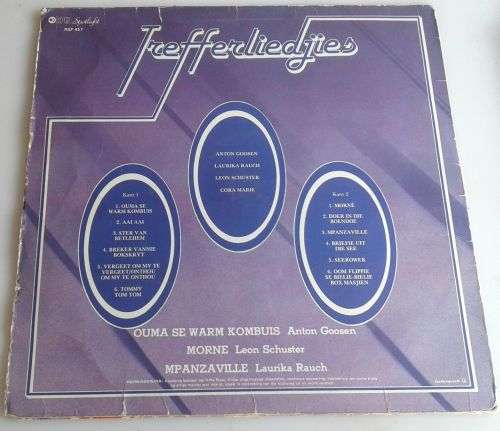 Trefferliedjies
ANTON GOOSEN
LAURIKA RAUCH
LEON SCHUSTER
CORA MARIE
Kant 1
1. OUMA SE
WARM KOMBUIS
2. AAI AAI
3. STER VAN
BETLEHEM
4. BREKER VANNIE
BOKSKRYT
5. VERGEET OM MY TE
VERGEET/ONTHOU
OM MY TE ONTHOU
6. TOMMY
TOM TOM
Kant 2
1. MORNÉ
2. DOER IN DIE
BOENDOE
3. MPANZAVILLE
4. BRIEFIE UIT
DIE SEE
5. SEEROWER
6. OOM FLIPPIE
SE BIELIE-BIELIE
BOX MASJIEN
OUMA SE WARM KOMBUIS Anton Goosen
MORNE Leon Schuster
MPANZAVILLE Laurika Rauch